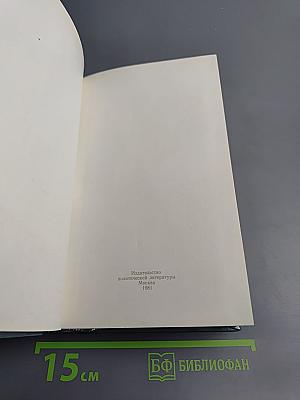 Издательство
политической литературы
Москва
1981
15 см
БФ БИБЛИОФАН